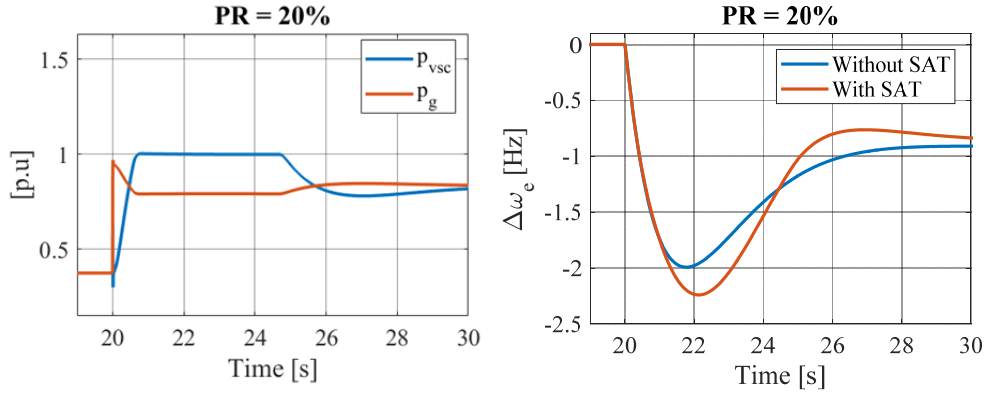 PR = 20%
1.5
1
0.5
[p.u]
p_vsc
p_g
20
22
24
26
28
30
Time [s]
PR = 20%
0
-0.5
-1
-1.5
-2
-2.5
Δω_e [Hz]
Without SAT
With SAT
20
22
24
26
28
30
Time [s]